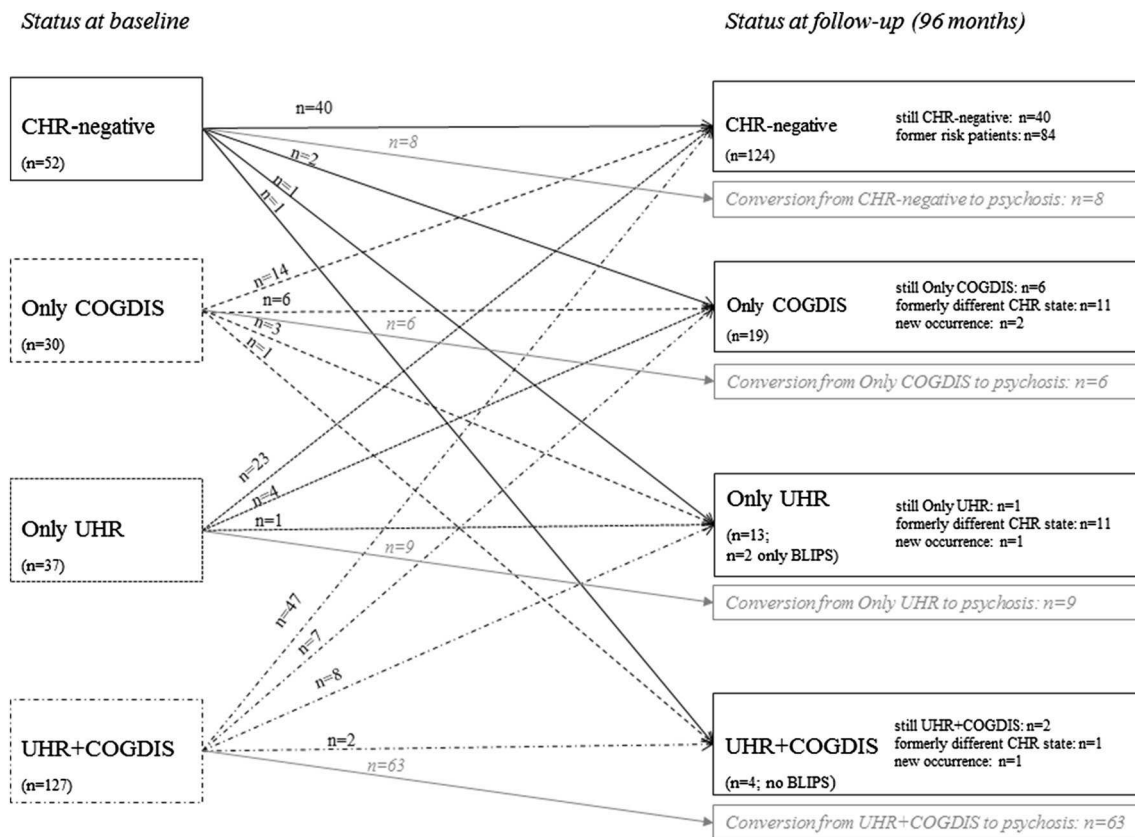 Status at baseline
Status at follow-up (96 months)
CHR-negative
(n=52)
n=40
n=8
n=2
n=1
n=1
CHR-negative
(n=124)
still CHR-negative: n=40
former risk patients: n=84
Conversion from CHR-negative to psychosis: n=8
Only COGDIS
(n=30)
n=14
n=6
n=6
n=3
n=1
Only COGDIS
(n=19)
still Only COGDIS: n=6
formerly different CHR state: n=11
new occurrence: n=2
Conversion from Only COGDIS to psychosis: n=6
Only UHR
(n=37)
n=23
n=4
n=1
n=9
Only UHR
(n=13;
n=2 only BLIPS)
still Only UHR: n=1
formerly different CHR state: n=11
new occurrence: n=1
Conversion from Only UHR to psychosis: n=9
UHR+COGDIS
(n=127)
n=47
n=7
n=8
n=2
n=63
UHR+COGDIS
(n=4; no BLIPS)
still UHR+COGDIS: n=2
formerly different CHR state: n=1
new occurrence: n=1
Conversion from UHR+COGDIS to psychosis: n=63